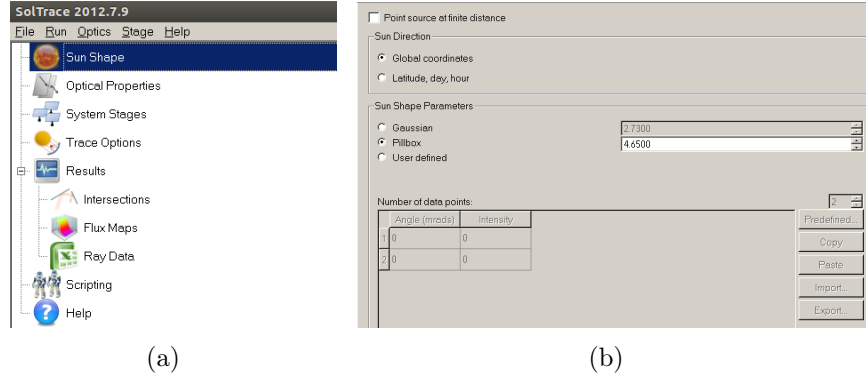 SolTrace 2012.7.9
File Run Optics Stage Help
Sun Shape
Optical Properties
System Stages
Trace Options
Results
Intersections
Flux Maps
Ray Data
Scripting
Help
(a)
Point source at finite distance
Sun Direction
Global coordinates
Latitude, day, hour
Sun Shape Parameters
Gaussian 2.7300
Pillbox 4.6500
User defined
Number of data points: 2
Angle (mrads) Intensity
1 0 0
2 0 0
Predefined...
Copy
Paste
Import...
Export...
(b)